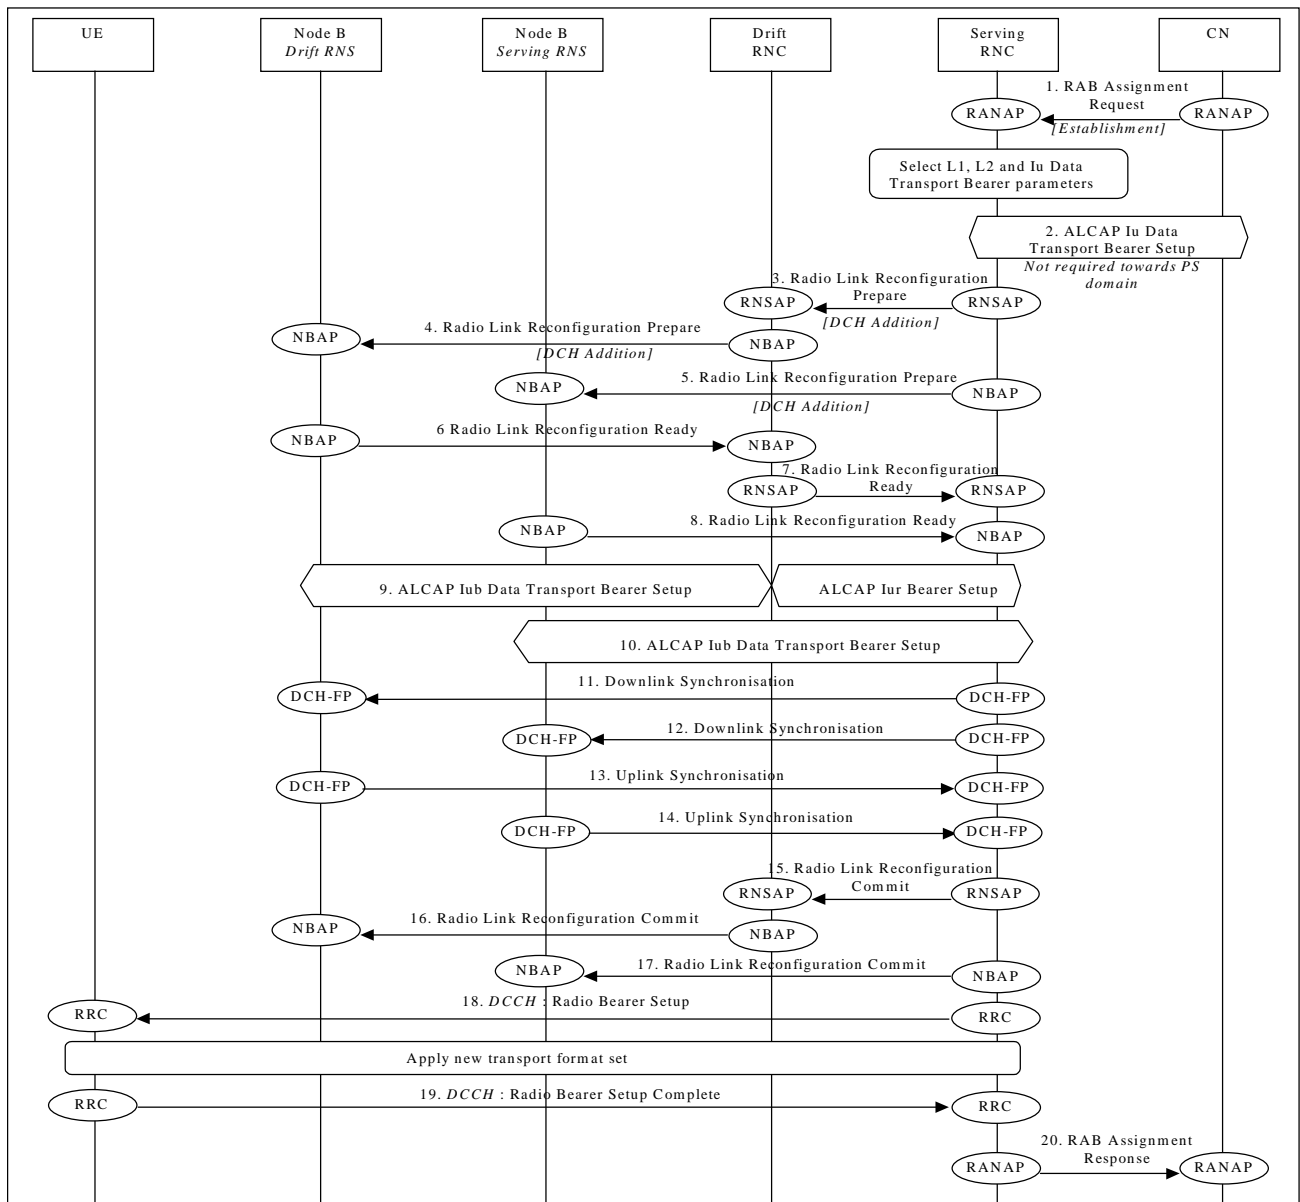 UE
Node B
Drift RNS
Node B
Serving RNS
Drift
RNC
Serving
RNC
CN
1. RAB Assignment
Request
RANAP
RANAP
[Establishment]
Select L1, L2 and Iu Data
Transport Bearer parameters
2. ALCAP Iu Data
Transport Bearer Setup
Not required towards PS
domain
3. Radio Link Reconfiguration
Prepare
RNSAP
RNSAP
[DCH Addition]
4. Radio Link Reconfiguration Prepare
NBAP
NBAP
[DCH Addition]
5. Radio Link Reconfiguration Prepare
NBAP
NBAP
[DCH Addition]
6 Radio Link Reconfiguration Ready
NBAP
NBAP
7. Radio Link Reconfiguration
Ready
RNSAP
RNSAP
8. Radio Link Reconfiguration Ready
NBAP
NBAP
9. ALCAP Iub Data Transport Bearer Setup
ALCAP Iur Bearer Setup
10. ALCAP Iub Data Transport Bearer Setup
11. Downlink Synchronisation
DCH-FP
DCH-FP
12. Downlink Synchronisation
DCH-FP
DCH-FP
13. Uplink Synchronisation
DCH-FP
DCH-FP
14. Uplink Synchronisation
DCH-FP
DCH-FP
15. Radio Link Reconfiguration
Commit
RNSAP
RNSAP
16. Radio Link Reconfiguration Commit
NBAP
NBAP
17. Radio Link Reconfiguration Commit
NBAP
NBAP
18. DCCH : Radio Bearer Setup
RRC
RRC
Apply new transport format set
19. DCCH : Radio Bearer Setup Complete
RRC
RRC
20. RAB Assignment
Response
RANAP
RANAP